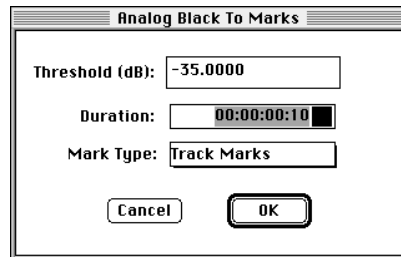 Analog Black To Marks
Threshold (dB): -35.0000
Duration: 00:00:00:10
Mark Type: Track Marks
Cancel OK